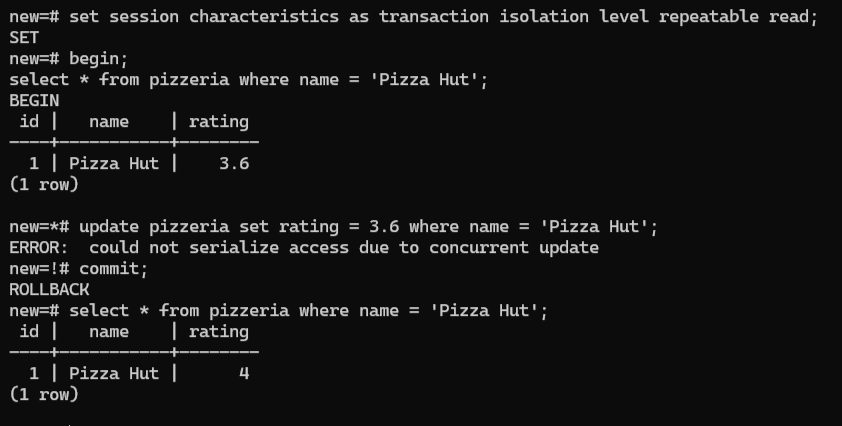 new=# set session characteristics as transaction isolation level repeatable read;
SET
new=# begin;
select * from pizzeria where name = 'Pizza Hut';
BEGIN
 id |   name    | rating
----+-----------+--------
  1 | Pizza Hut |    3.6
(1 row)

new=*# update pizzeria set rating = 3.6 where name = 'Pizza Hut';
ERROR:  could not serialize access due to concurrent update
new=!# commit;
ROLLBACK
new=# select * from pizzeria where name = 'Pizza Hut';
 id |   name    | rating
----+-----------+--------
  1 | Pizza Hut |      4
(1 row)